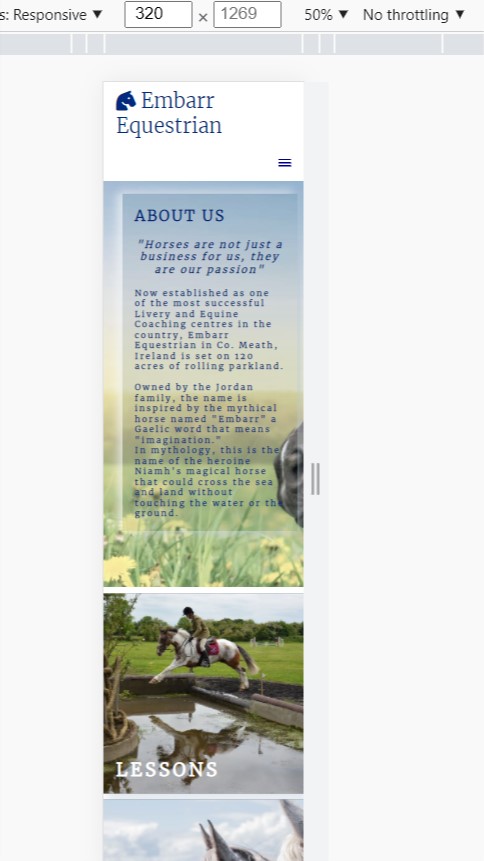 s: Responsive ▼ 320 × 1269 50% ▼ No throttling ▼
Embarr
Equestrian
ABOUT US
"Horses are not just a
business for us, they
are our passion"
Now established as one
of the most successful
Livery and Equine
Coaching centres in the
country, Embarr
Equestrian in Co. Meath,
Ireland is set on 120
acres of rolling parkland.
Owned by the Jordan
family, the name is
inspired by the mythical
horse named "Embarr" a
Gaelic word that means
"imagination."
In mythology, this is the
name of the heroine
Niamh's magical horse
that could cross the sea
and land without
touching the water or the
ground.
LESSONS